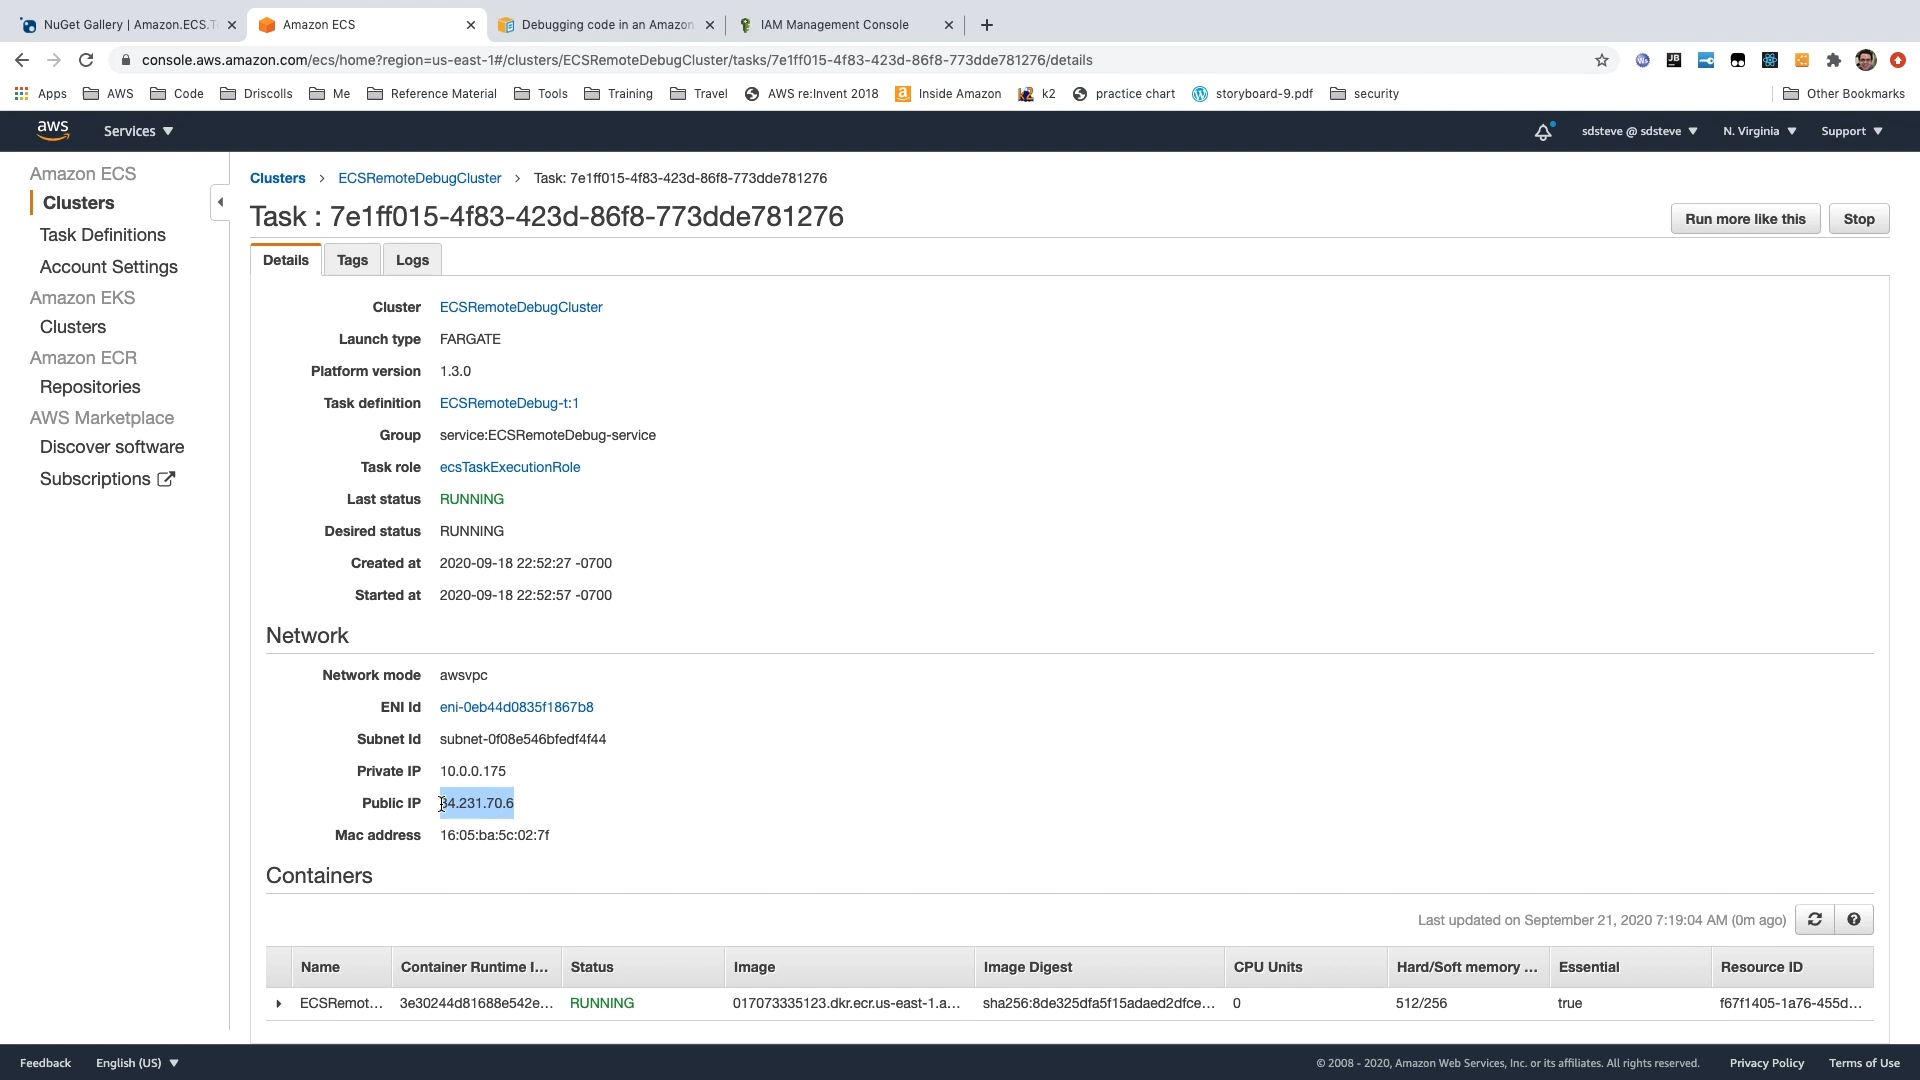 NuGet Gallery | Amazon.ECS.T
Amazon ECS
Debugging code in an Amazon
IAM Management Console
console.aws.amazon.com/ecs/home?region=us-east-1#/clusters/ECSRemoteDebugCluster/tasks/7e1ff015-4f83-423d-86f8-773dde781276/details
Apps AWS Code Driscolls Me Reference Material Tools Training Travel AWS re:Invent 2018 Inside Amazon k2 practice chart storyboard-9.pdf security Other Bookmarks
aws Services sdsteve @ sdsteve N. Virginia Support
Amazon ECS
Clusters
Task Definitions
Account Settings
Amazon EKS
Clusters
Amazon ECR
Repositories
AWS Marketplace
Discover software
Subscriptions
Clusters > ECSRemoteDebugCluster > Task: 7e1ff015-4f83-423d-86f8-773dde781276
Task : 7e1ff015-4f83-423d-86f8-773dde781276
Run more like this Stop
Details Tags Logs
Cluster ECSRemoteDebugCluster
Launch type FARGATE
Platform version 1.3.0
Task definition ECSRemoteDebug-t:1
Group service:ECSRemoteDebug-service
Task role ecsTaskExecutionRole
Last status RUNNING
Desired status RUNNING
Created at 2020-09-18 22:52:27 -0700
Started at 2020-09-18 22:52:57 -0700
Network
Network mode awsvpc
ENI Id eni-0eb44d0835f1867b8
Subnet Id subnet-0f08e546bfedf4f44
Private IP 10.0.0.175
Public IP 34.231.70.6
Mac address 16:05:ba:5c:02:7f
Containers
Last updated on September 21, 2020 7:19:04 AM (0m ago)
Name Container Runtime I... Status Image Image Digest CPU Units Hard/Soft memory ... Essential Resource ID
ECSRemot... 3e30244d81688e542e... RUNNING 017073335123.dkr.ecr.us-east-1.a... sha256:8de325dfa5f15adaed2dfce... 0 512/256 true f67f1405-1a76-455d...
Feedback English (US) © 2008 - 2020, Amazon Web Services, Inc. or its affiliates. All rights reserved. Privacy Policy Terms of Use